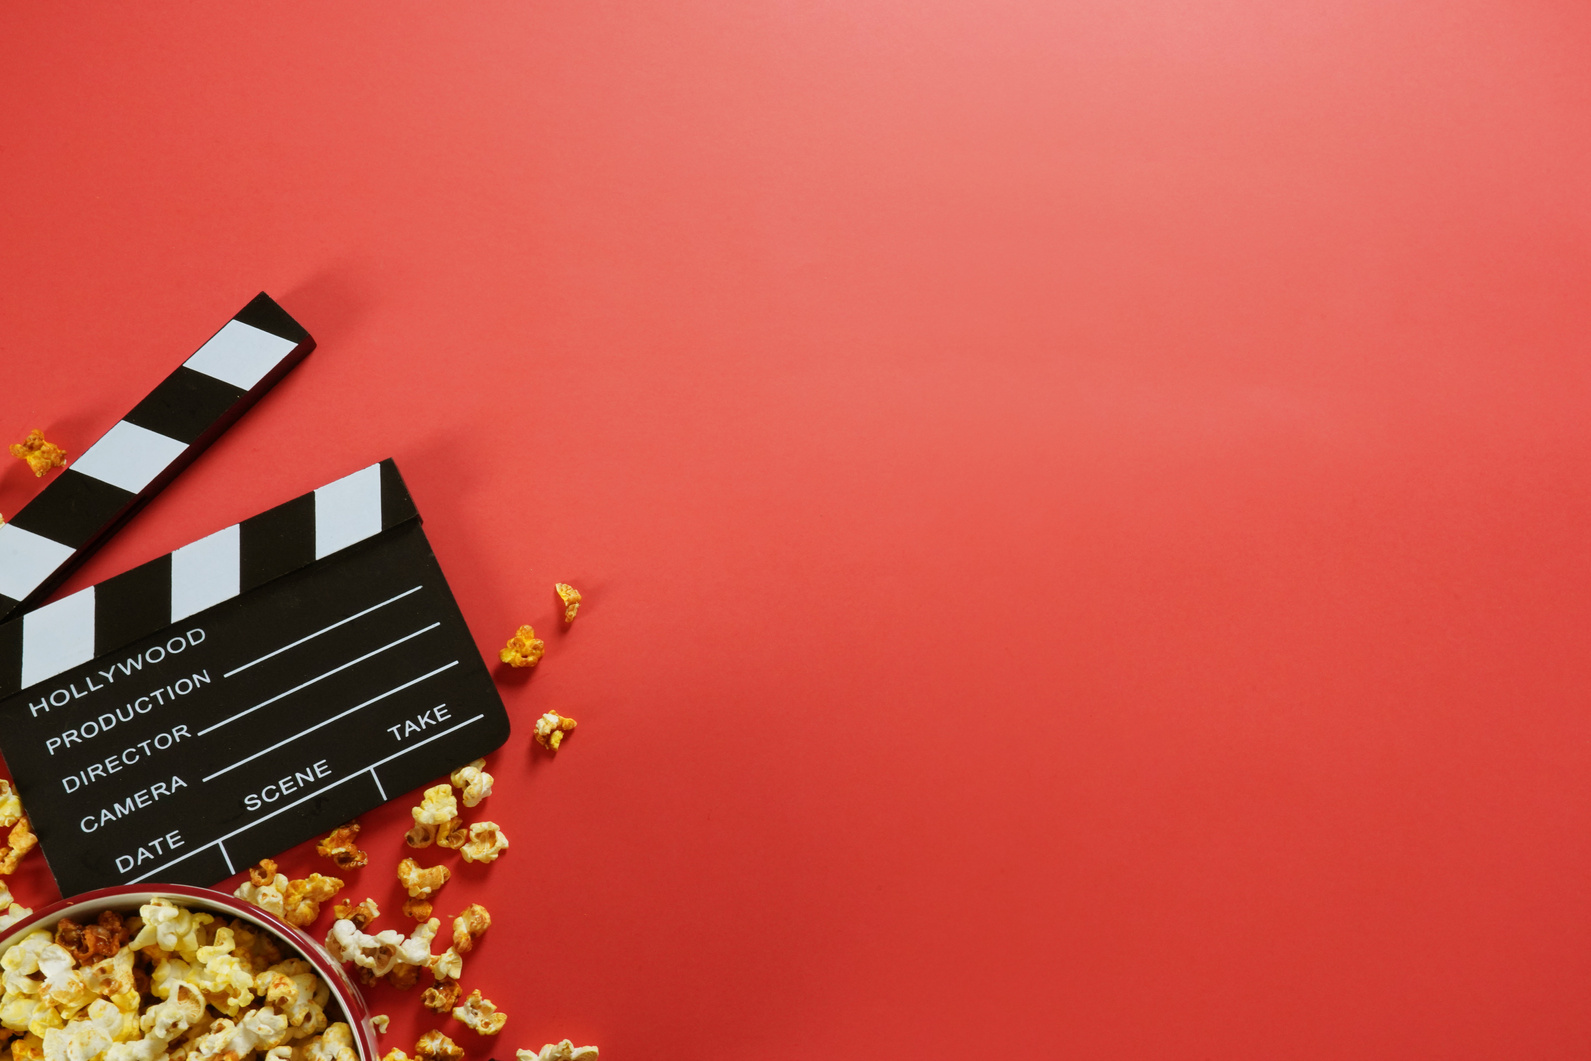 HOLLYWOOD
PRODUCTION
DIRECTOR
CAMERA
DATE SCENE TAKE